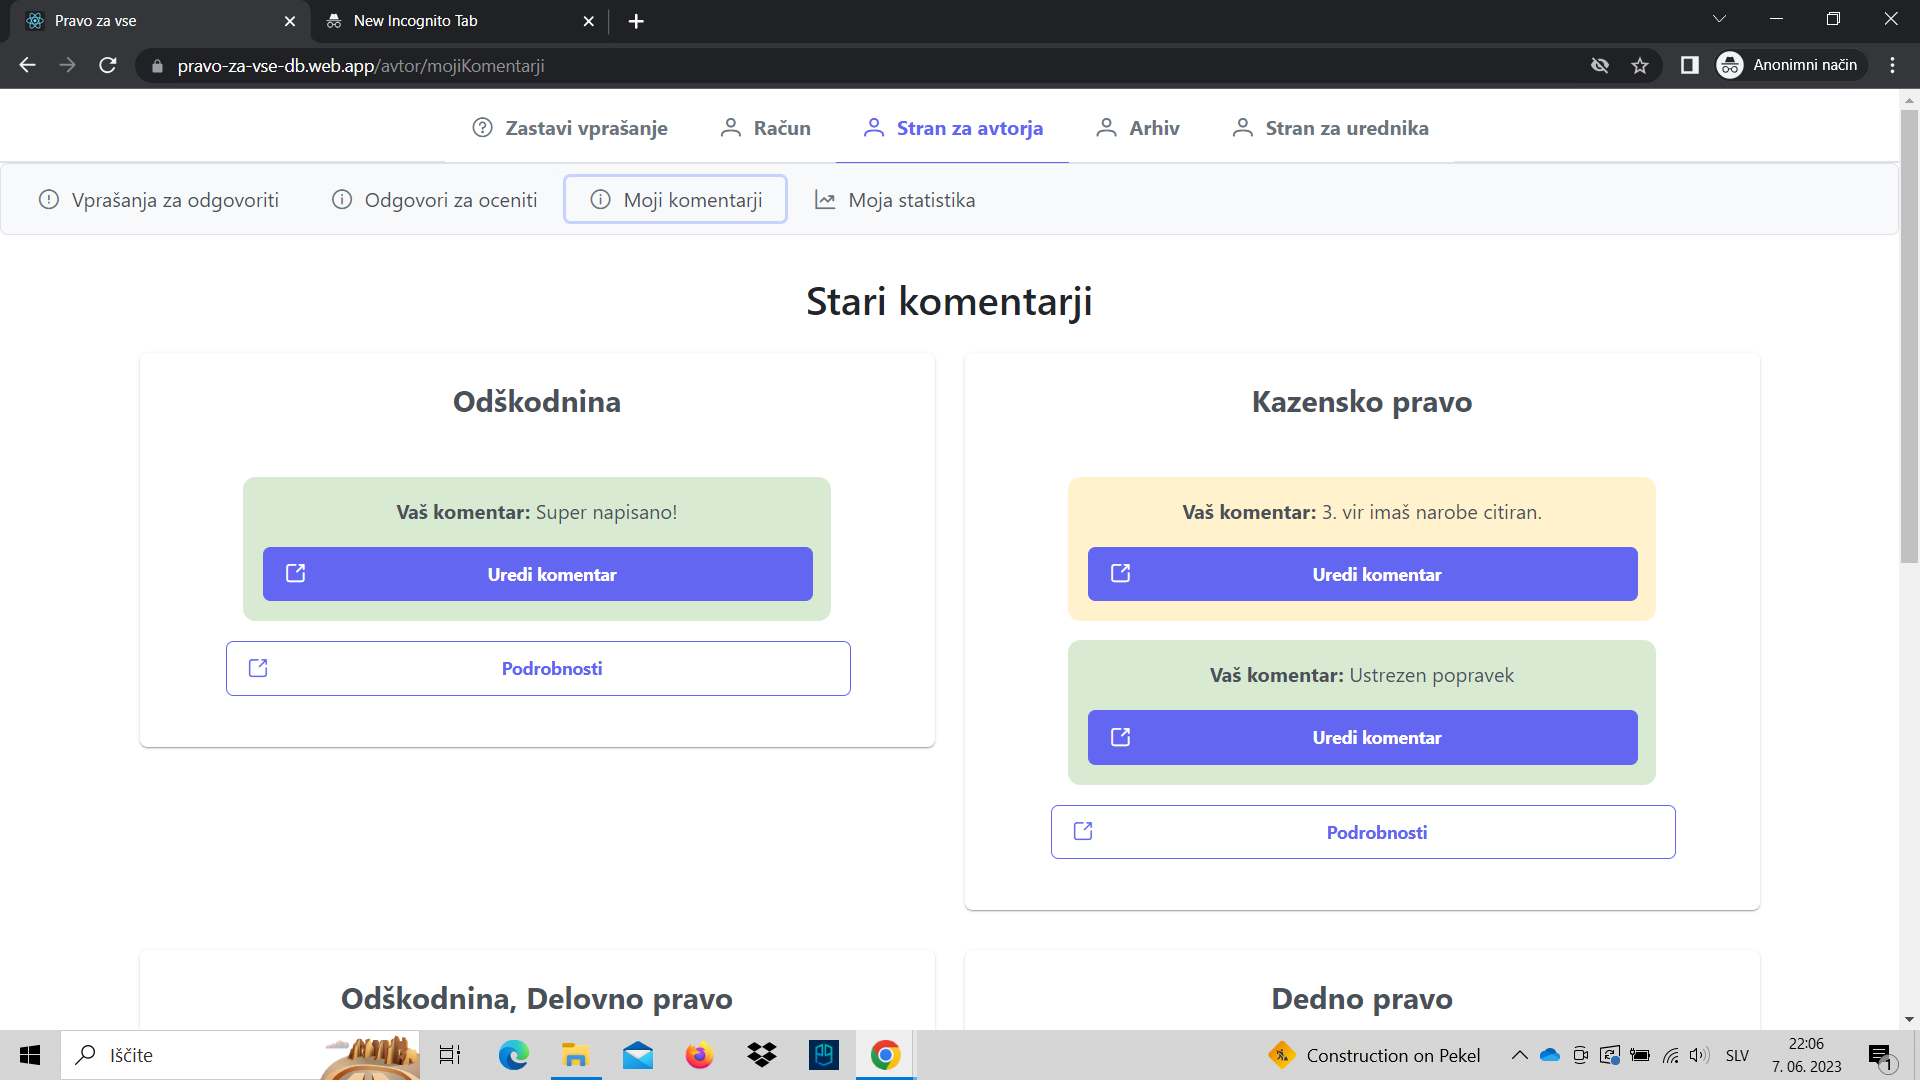 Pravo za vse
New Incognito Tab
pravo-za-vse-db.web.app/avtor/mojiKomentarji
Anonimni način
Zastavi vprašanje
Račun
Stran za avtorja
Arhiv
Stran za urednika
Vprašanja za odgovoriti
Odgovori za oceniti
Moji komentarji
Moja statistika
Stari komentarji
Odškodnina
Vaš komentar: Super napisano!
Uredi komentar
Podrobnosti
Kazensko pravo
Vaš komentar: 3. vir imaš narobe citiran.
Uredi komentar
Vaš komentar: Ustrezen popravek
Uredi komentar
Podrobnosti
Odškodnina, Delovno pravo
Dedno pravo
Iščite
Construction on Pekel
SLV
22:06
7. 06. 2023
1